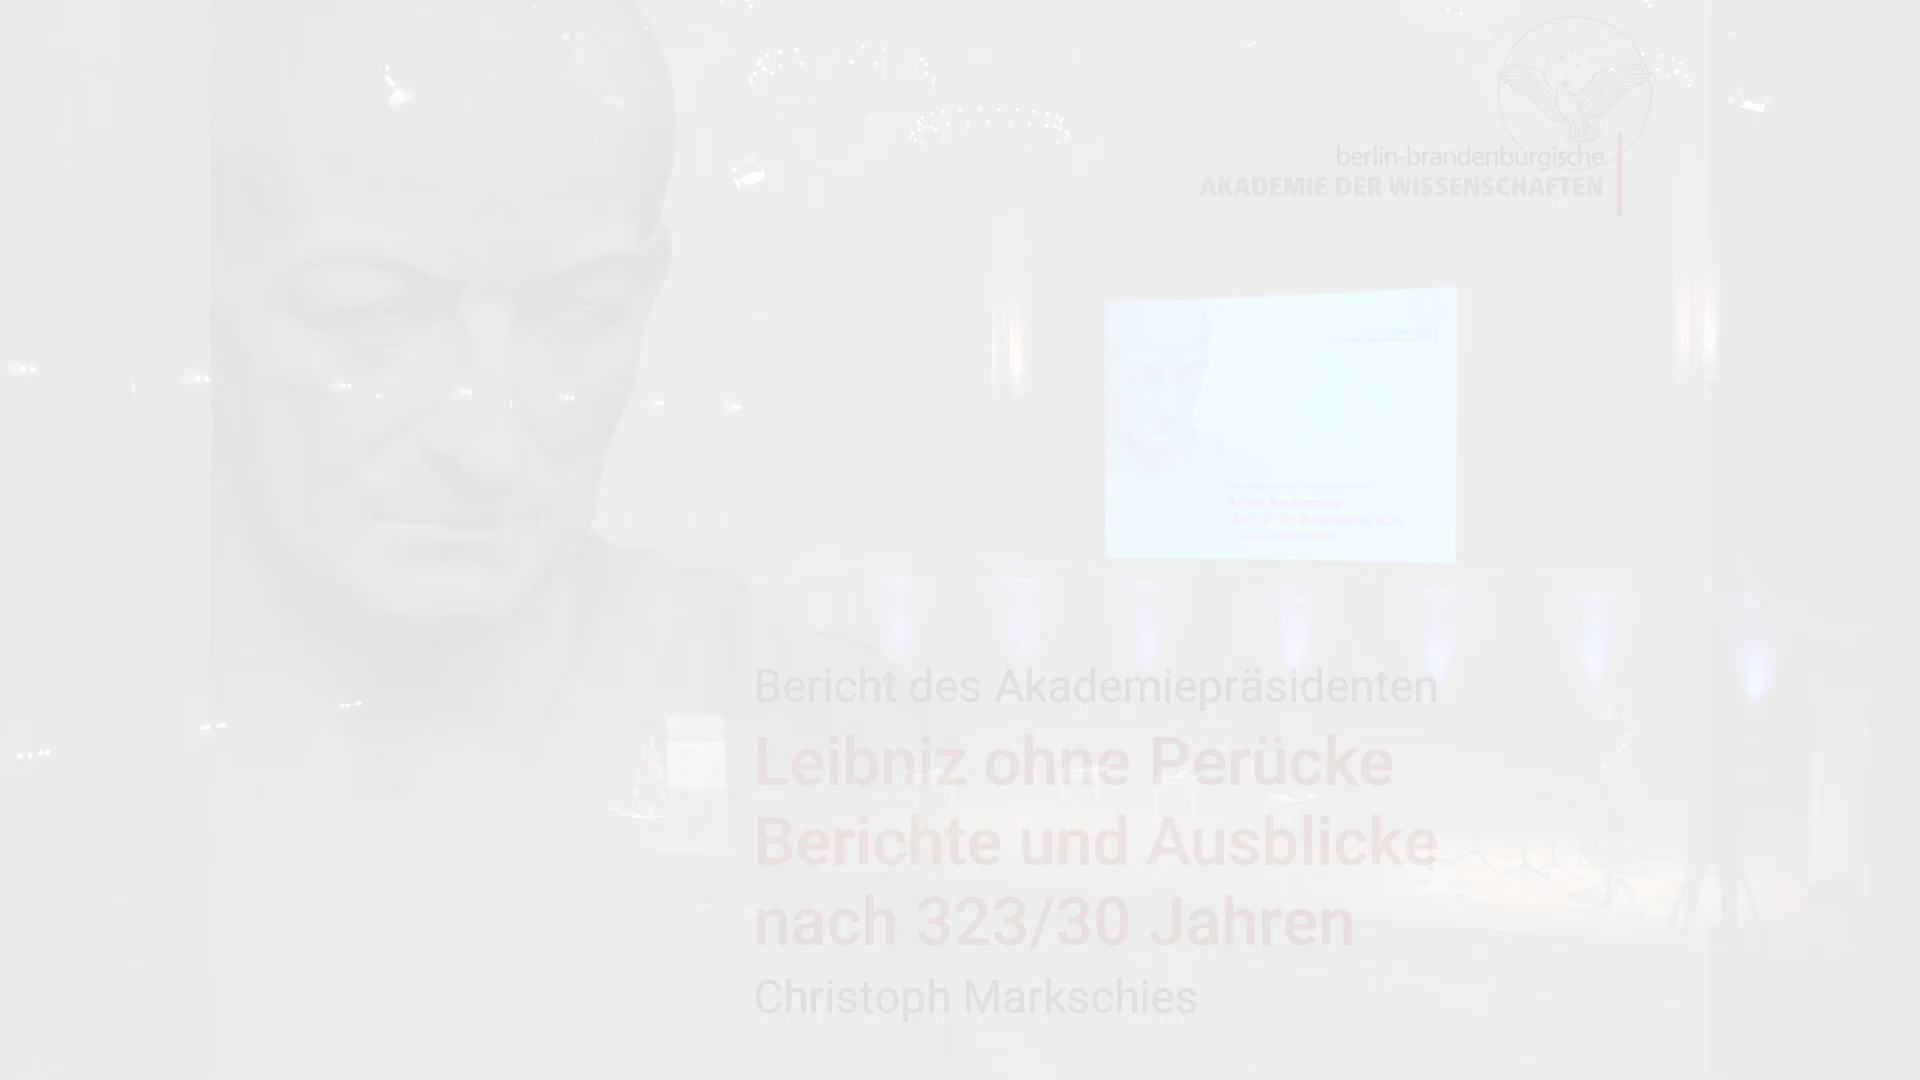 berlin-brandenburgische
AKADEMIE DER WISSENSCHAFTEN
Bericht des Akademiepräsidenten
Leibniz ohne Perücke
Berichte und Ausblicke
nach 323/30 Jahren
Christoph Markschies